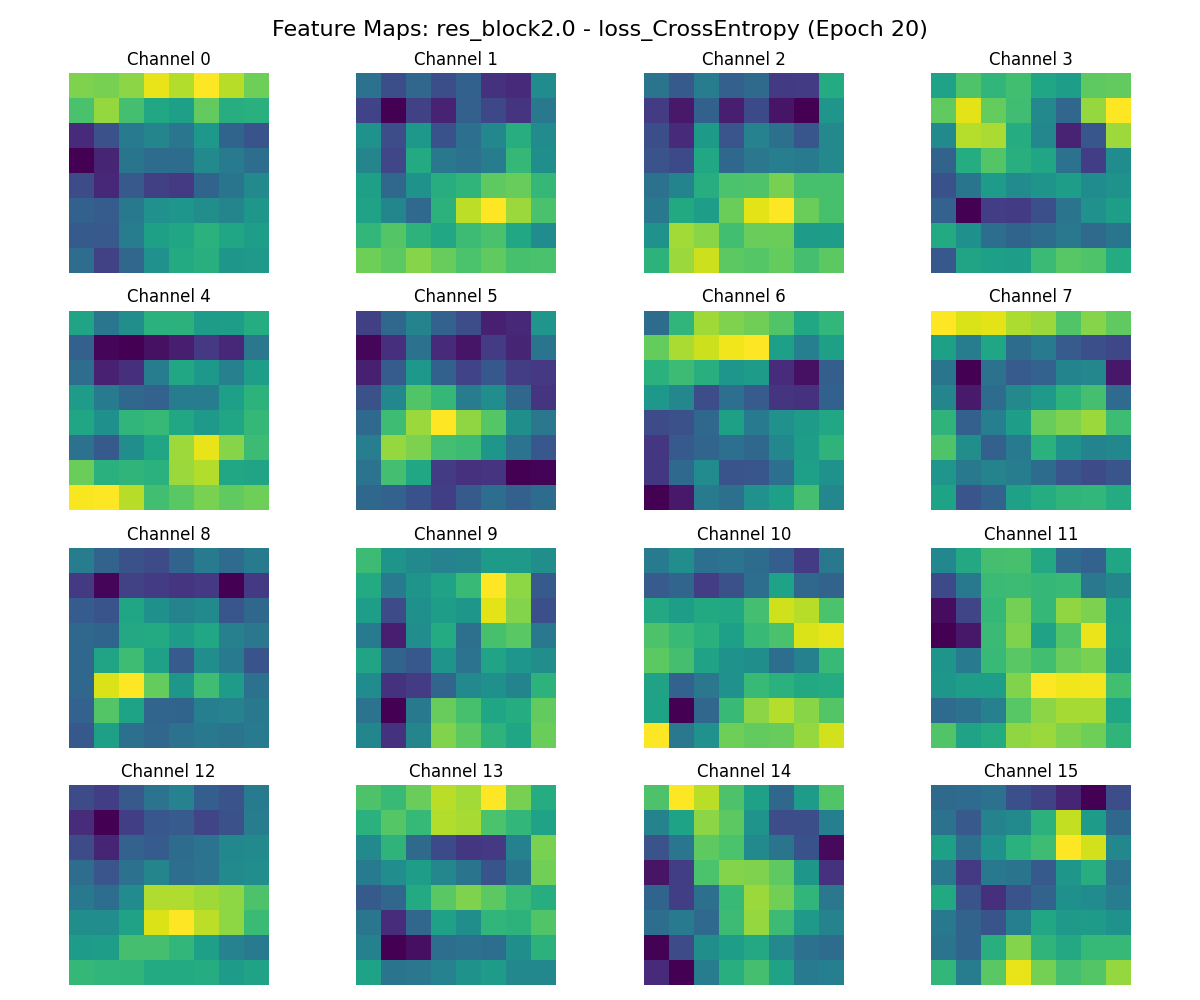 Feature Maps: res_block2.0 - loss_CrossEntropy (Epoch 20)
Channel 0
Channel 1
Channel 2
Channel 3
Channel 4
Channel 5
Channel 6
Channel 7
Channel 8
Channel 9
Channel 10
Channel 11
Channel 12
Channel 13
Channel 14
Channel 15